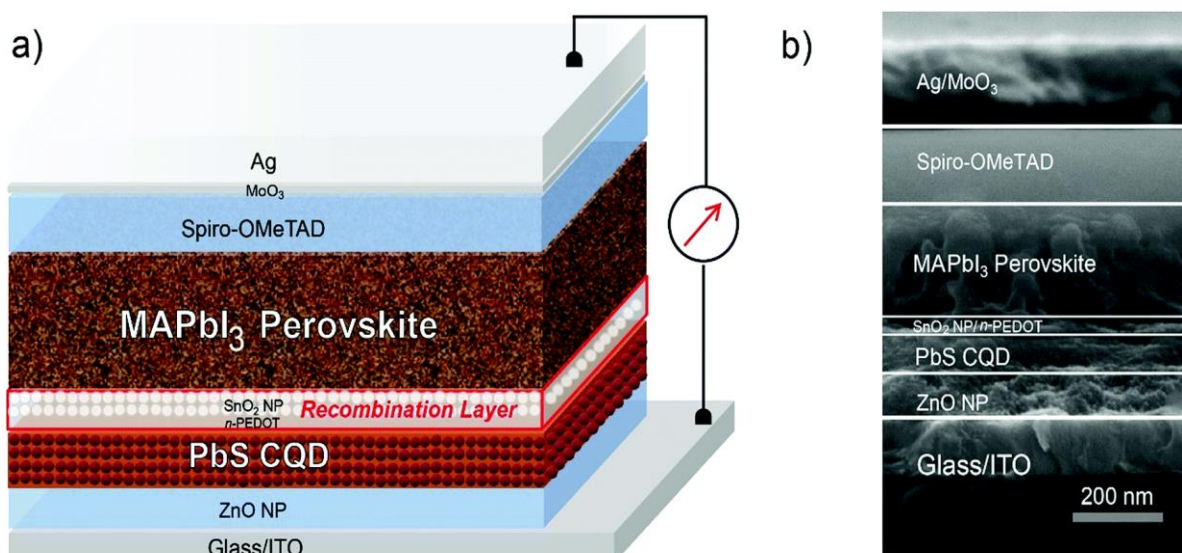 a)
Ag
MoO₃
Spiro-OMeTAD
MAPbI₃ Perovskite
SnO₂ NP
Recombination Layer
n-PEDOT
PbS CQD
ZnO NP
Glass/ITO
b)
Ag/MoO₃
Spiro-OMeTAD
MAPbI₃ Perovskite
SnO₂ NP/n-PEDOT
PbS CQD
ZnO NP
Glass/ITO
200 nm